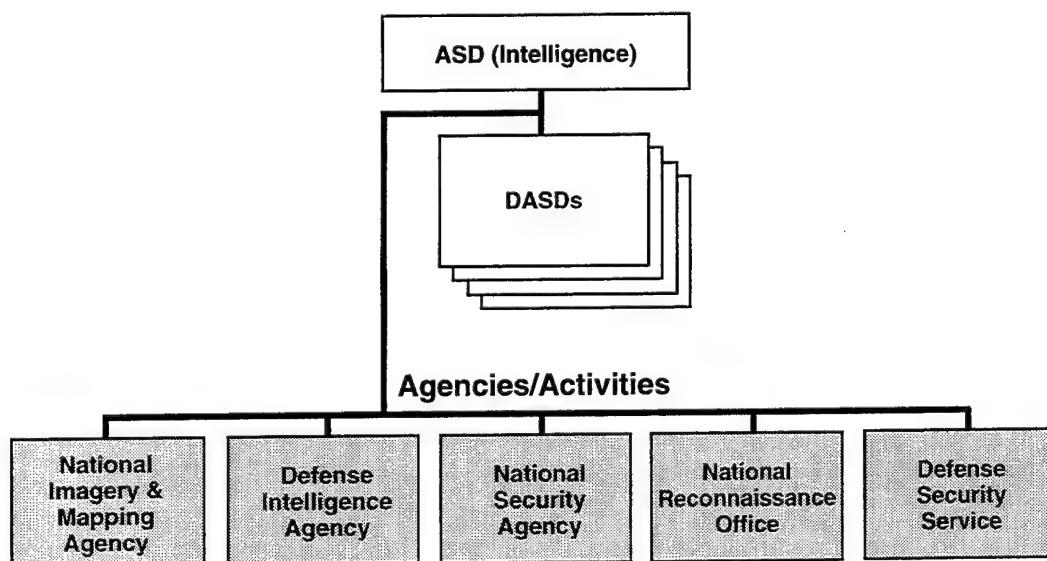 ASD (Intelligence)
DASDs
Agencies/Activities
National
Imagery &
Mapping
Agency
Defense
Intelligence
Agency
National
Security
Agency
National
Reconnaissance
Office
Defense
Security
Service